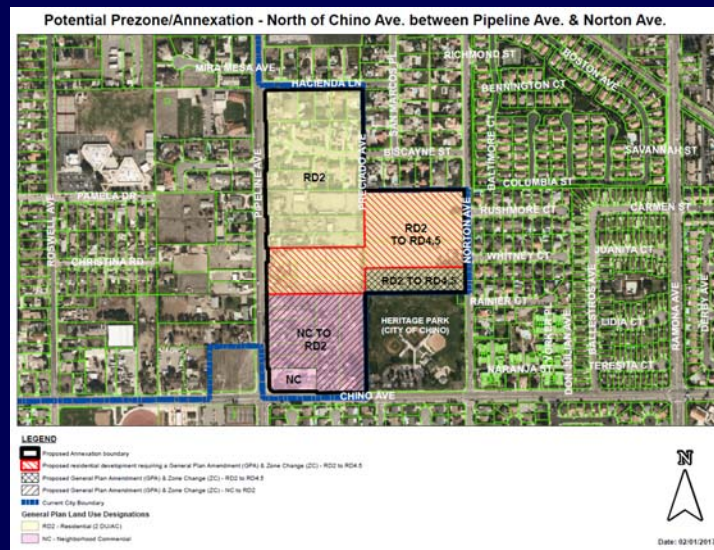 Potential Prezone/Annexation - North of Chino Ave. between Pipeline Ave. & Norton Ave.
MIRA MESA AVE
HACIENDA LN
SAN MARCOS PL
RICHMOND ST
BOSTON AVE
BENNINGTON CT
BALTIMORE CT
BISCAYNE ST
SAVANNAH ST
COLUMBIA ST
PIPELINE AVE
PRECIADO AVE
RD2
PAMELA DR
ROSWELL AVE
CHRISTINA RD
RD2
TO RD4.5
NORTON AVE
RUSHMORE CT
CARMEN ST
WHITNEY CT
JUANITA CT
RD2 TO RD4.5
RAINIER CT
BALLESTROS AVE
RAMONA AVE
DERBY AVE
NC TO
RD2
HERITAGE PARK
(CITY OF CHINO)
DON JULIAN AVE
LIDIA CT
NC
NARANJA ST
TERESITA CT
CHINO AVE
LEGEND
Proposed Annexation boundary
Proposed residential development requiring a General Plan Amendment (GPA) & Zone Change (ZC) - RD2 to RD4.5
Proposed General Plan Amendment (GPA) & Zone Change (ZC) - RD2 to RD4.5
Proposed General Plan Amendment (GPA) & Zone Change (ZC) - NC to RD2
Current City Boundary
General Plan Land Use Designations
RD2 - Residential (2 DU/AC)
NC - Neighborhood Commercial
N
Date: 02/01/2017